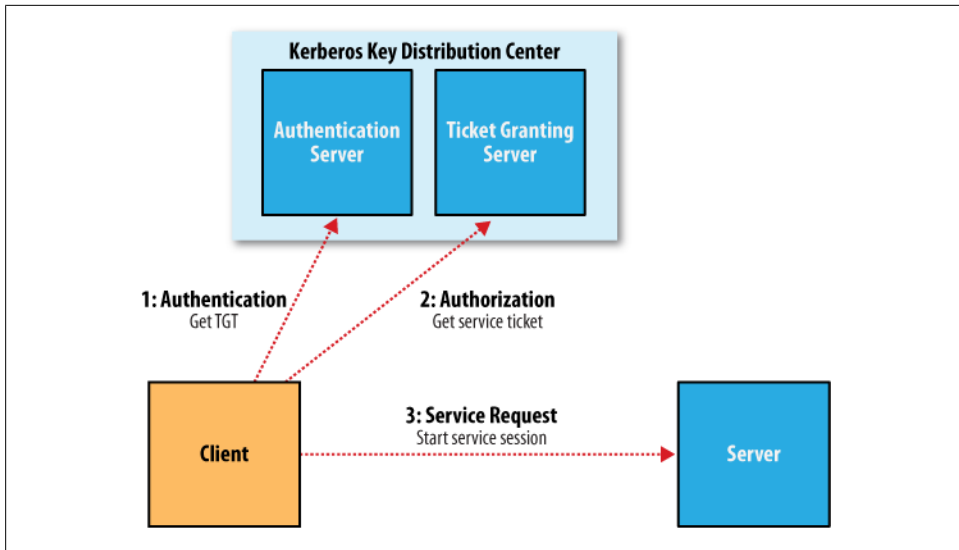 Kerberos Key Distribution Center
Authentication
Server
Ticket Granting
Server
1: Authentication
Get TGT
2: Authorization
Get service ticket
3: Service Request
Start service session
Client
Server